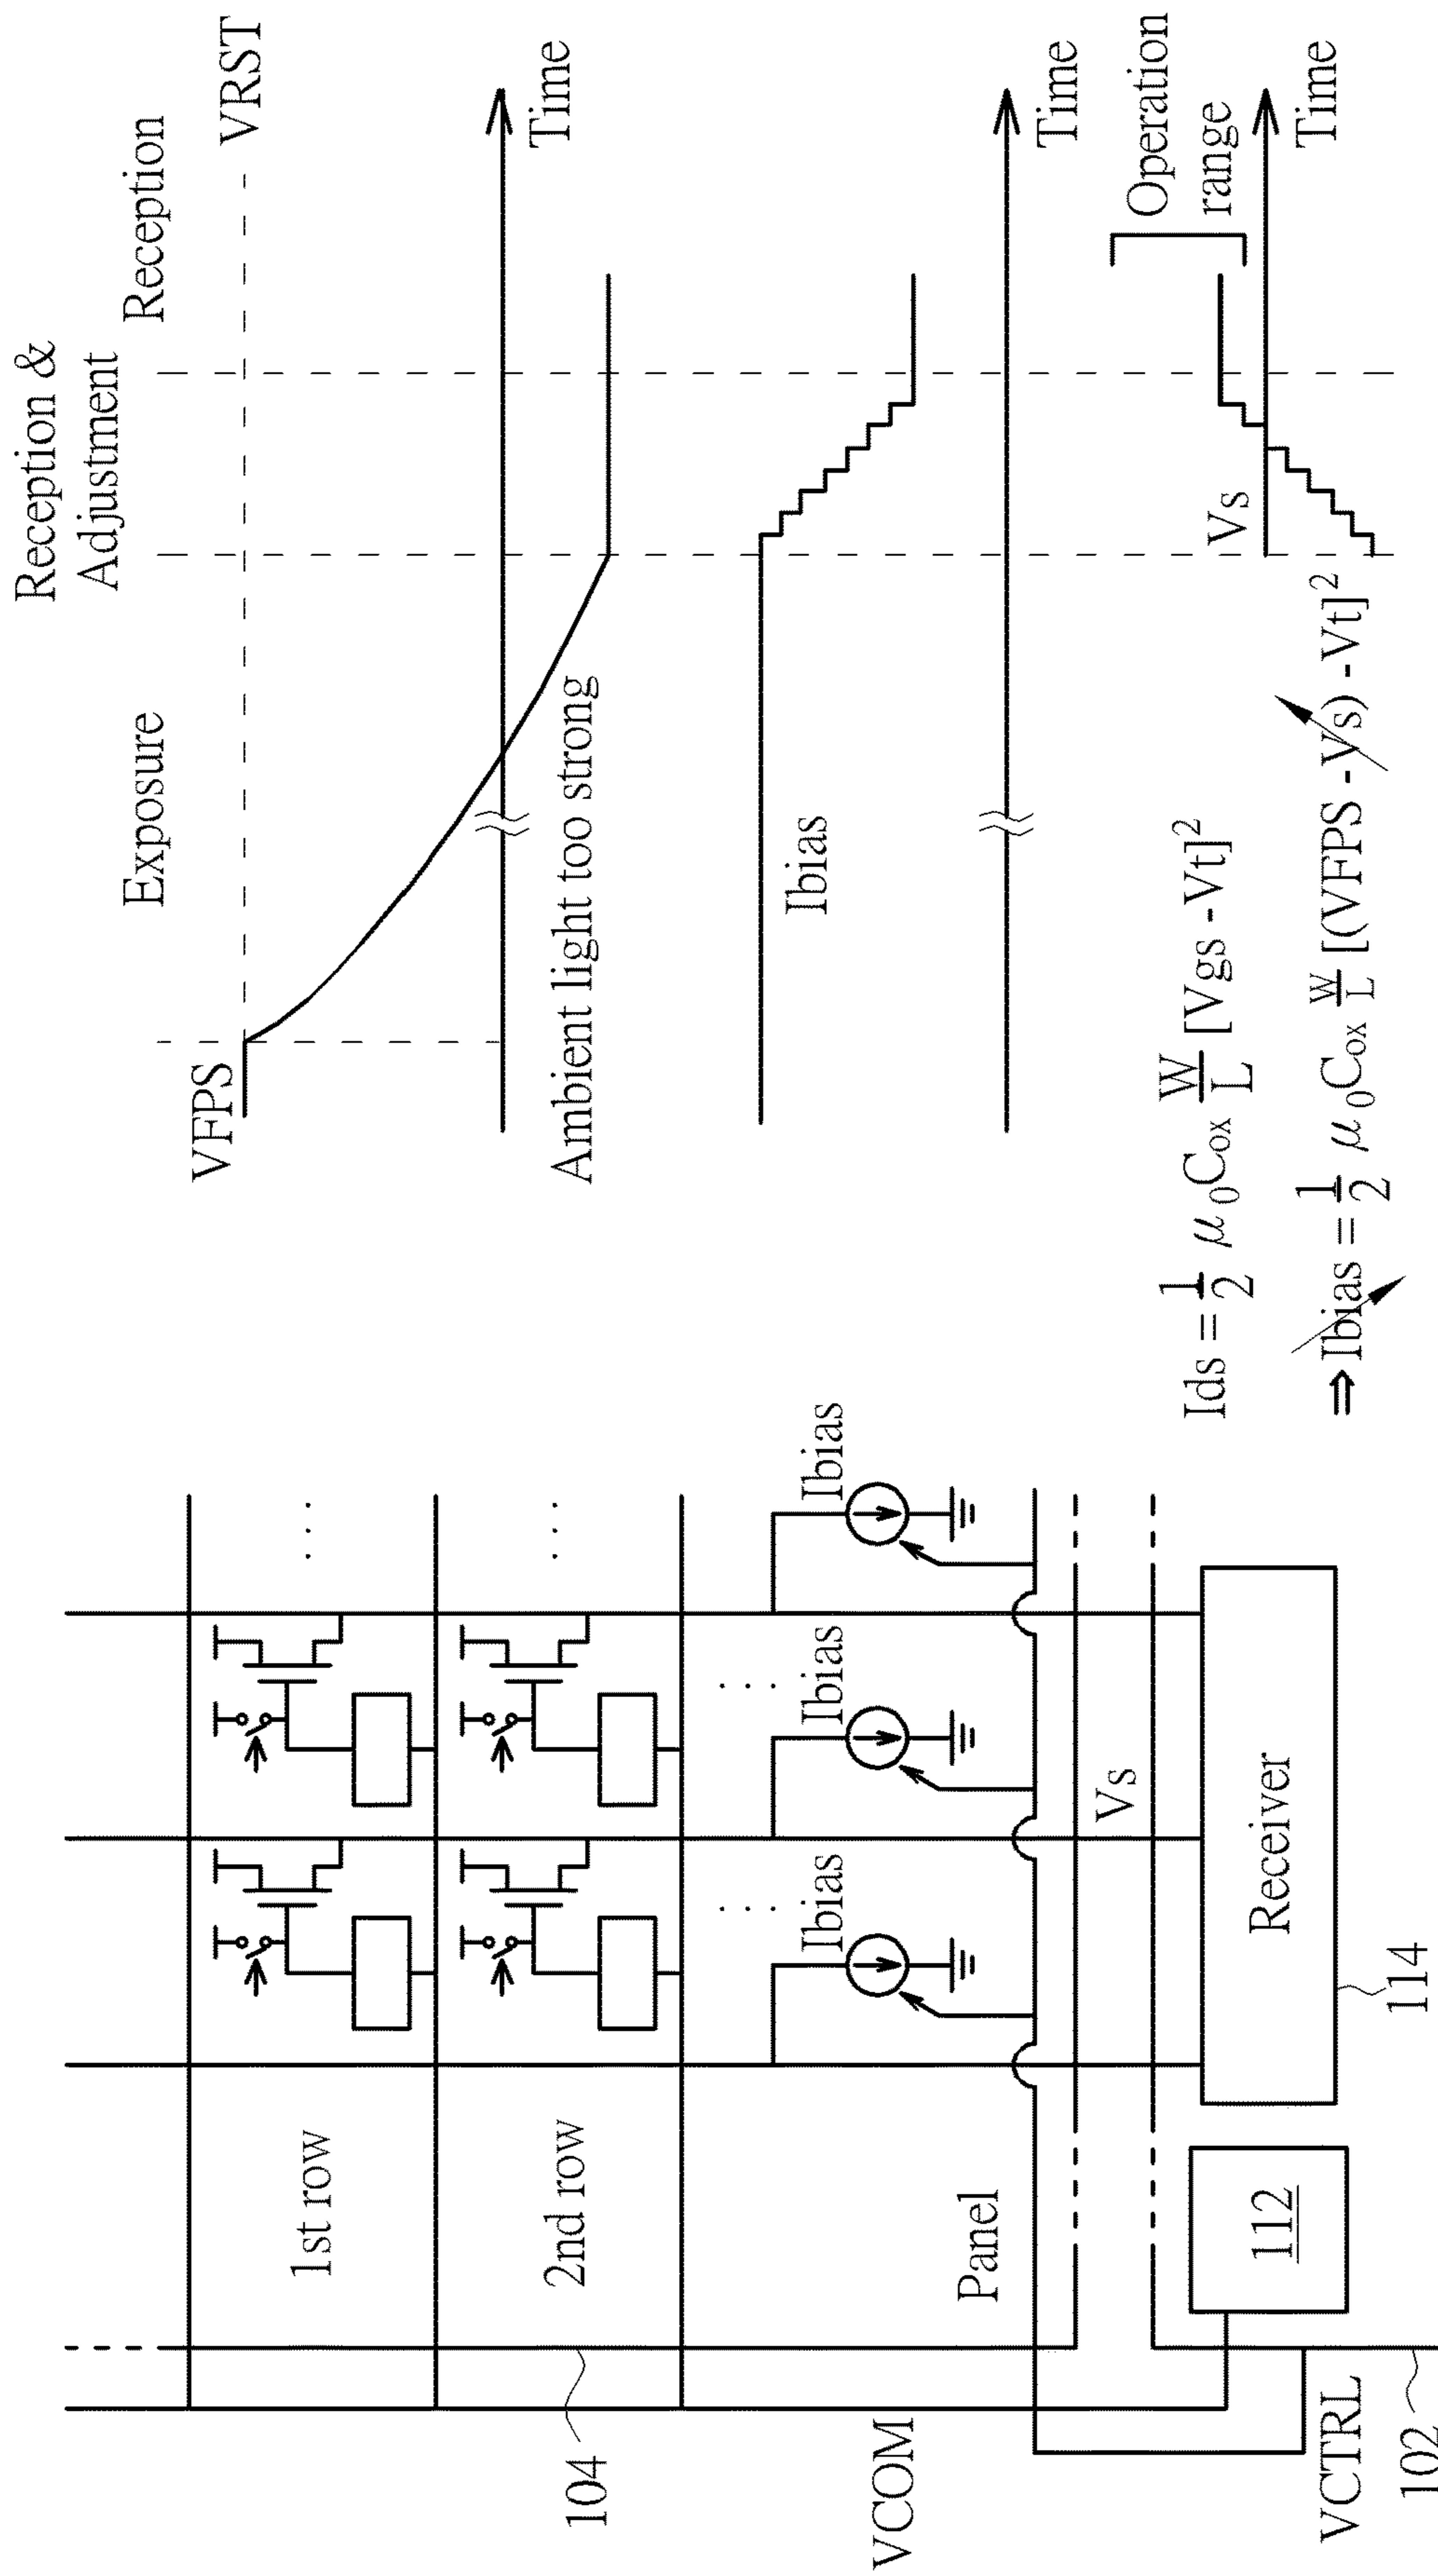 1st row
...
2nd row
...
...
...
Ibias
Ibias
Ibias
Panel
Vs
VCOM
112
Receiver
VCTRL
104
102
114
Reception &
Adjustment
Exposure
Reception
VFPS
VRST
Time
Ambient light too strong
Ibias
Time
Operation
range
Vs
Time
Ids = 1/2 μ₀Cₒₓ W/L [Vgs -Vt]²
⇒ Ibias = 1/2 μ₀Cₒₓ W/L [(VFPS -Vs) -Vt]²